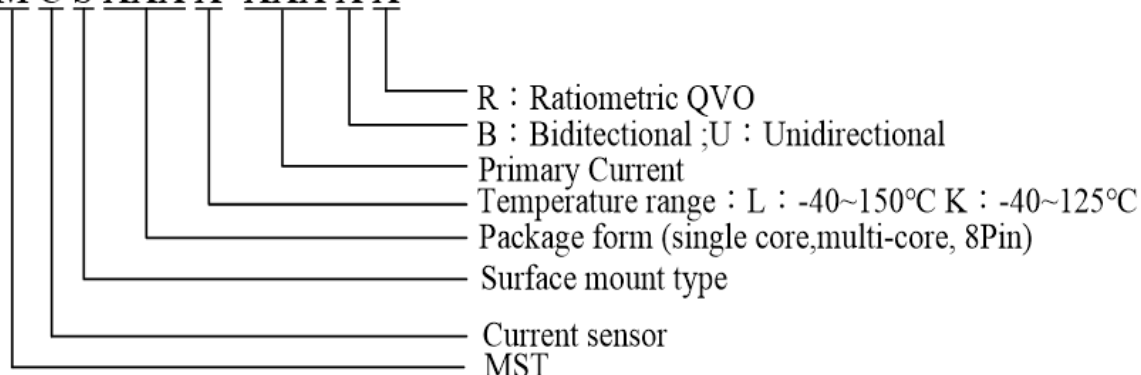 R：Ratiometric QVO
B：Biditectional ;U：Unidirectional
Primary Current
Temperature range：L：-40~150℃ K：-40~125℃
Package form (single core,multi-core, 8Pin)
Surface mount type
Current sensor
MST